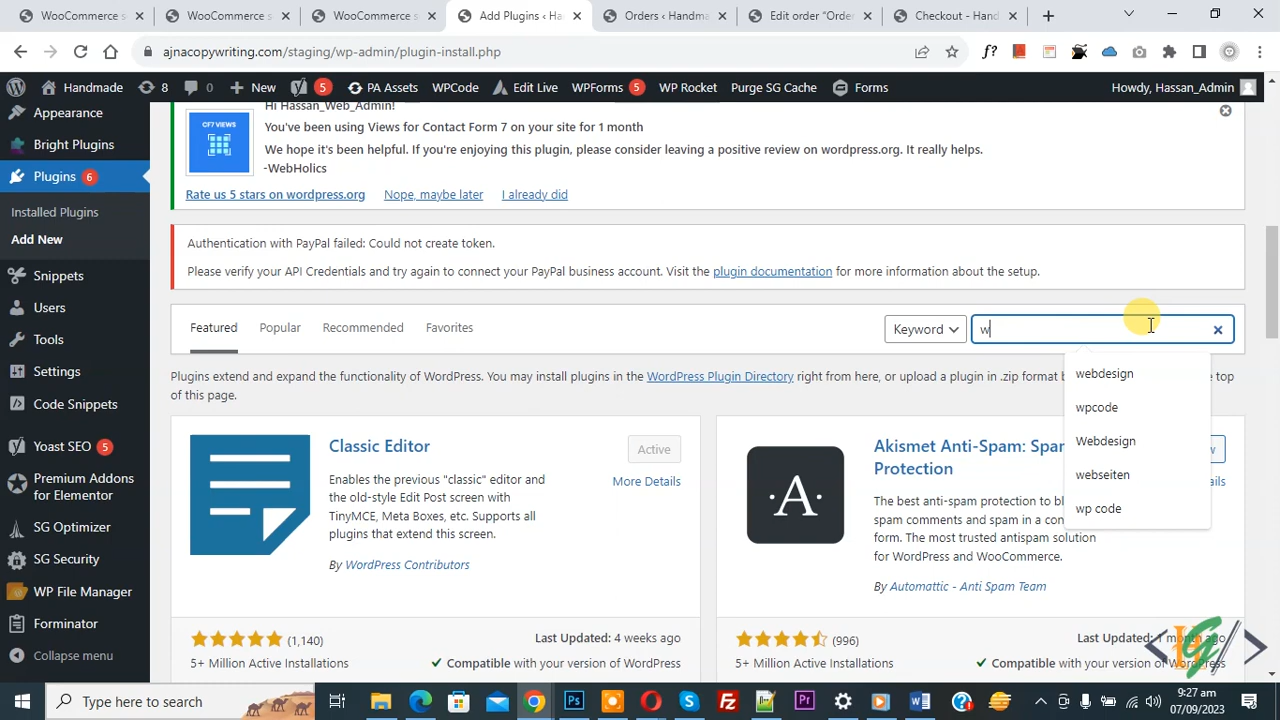 WooCommerce s
WooCommerce s
WooCommerce s
Add Plugins ‹ Ha
Orders ‹ Handma
Edit order "Orde
Checkout - Hand
ajnacopywriting.com/staging/wp-admin/plugin-install.php
f?
Handmade
8
New
5
PA Assets
WPCode
Edit Live
WPForms
5
WP Rocket
Purge SG Cache
Forms
Howdy, Hassan_Admin
Appearance
Bright Plugins
Plugins
6
Installed Plugins
Add New
Snippets
Users
Tools
Settings
Code Snippets
Yoast SEO
5
Premium Addons
for Elementor
SG Optimizer
SG Security
WP File Manager
Forminator
Collapse menu
Hi Hassan_Web_Admin!
CF7 VIEWS
You've been using Views for Contact Form 7 on your site for 1 month
We hope it's been helpful. If you're enjoying this plugin, please consider leaving a positive review on wordpress.org. It really helps.
-WebHolics
Rate us 5 stars on wordpress.org
Nope, maybe later
I already did
Authentication with PayPal failed: Could not create token.
Please verify your API Credentials and try again to connect your PayPal business account. Visit the plugin documentation for more information about the setup.
Featured
Popular
Recommended
Favorites
Keyword
w
webdesign
wpcode
Webdesign
webseiten
wp code
Plugins extend and expand the functionality of WordPress. You may install plugins in the WordPress Plugin Directory right from here, or upload a plugin in .zip format b
e top
of this page.
Classic Editor
Active
More Details
Enables the previous "classic" editor and
the old-style Edit Post screen with
TinyMCE, Meta Boxes, etc. Supports all
plugins that extend this screen.
By WordPress Contributors
(1,140)
Last Updated: 4 weeks ago
5+ Million Active Installations
Compatible with your version of WordPress
A
Akismet Anti-Spam: Spar
Protection
w
ails
The best anti-spam protection to bl
spam comments and spam in a con
form. The most trusted antispam solution
for WordPress and WooCommerce.
By Automattic - Anti Spam Team
(996)
Last Updated: 1 month ago
5+ Million Active Installations
Compatible with your version of WordPress
Type here to search
Ps
Fz
Pr
9:27 am
07/09/2023